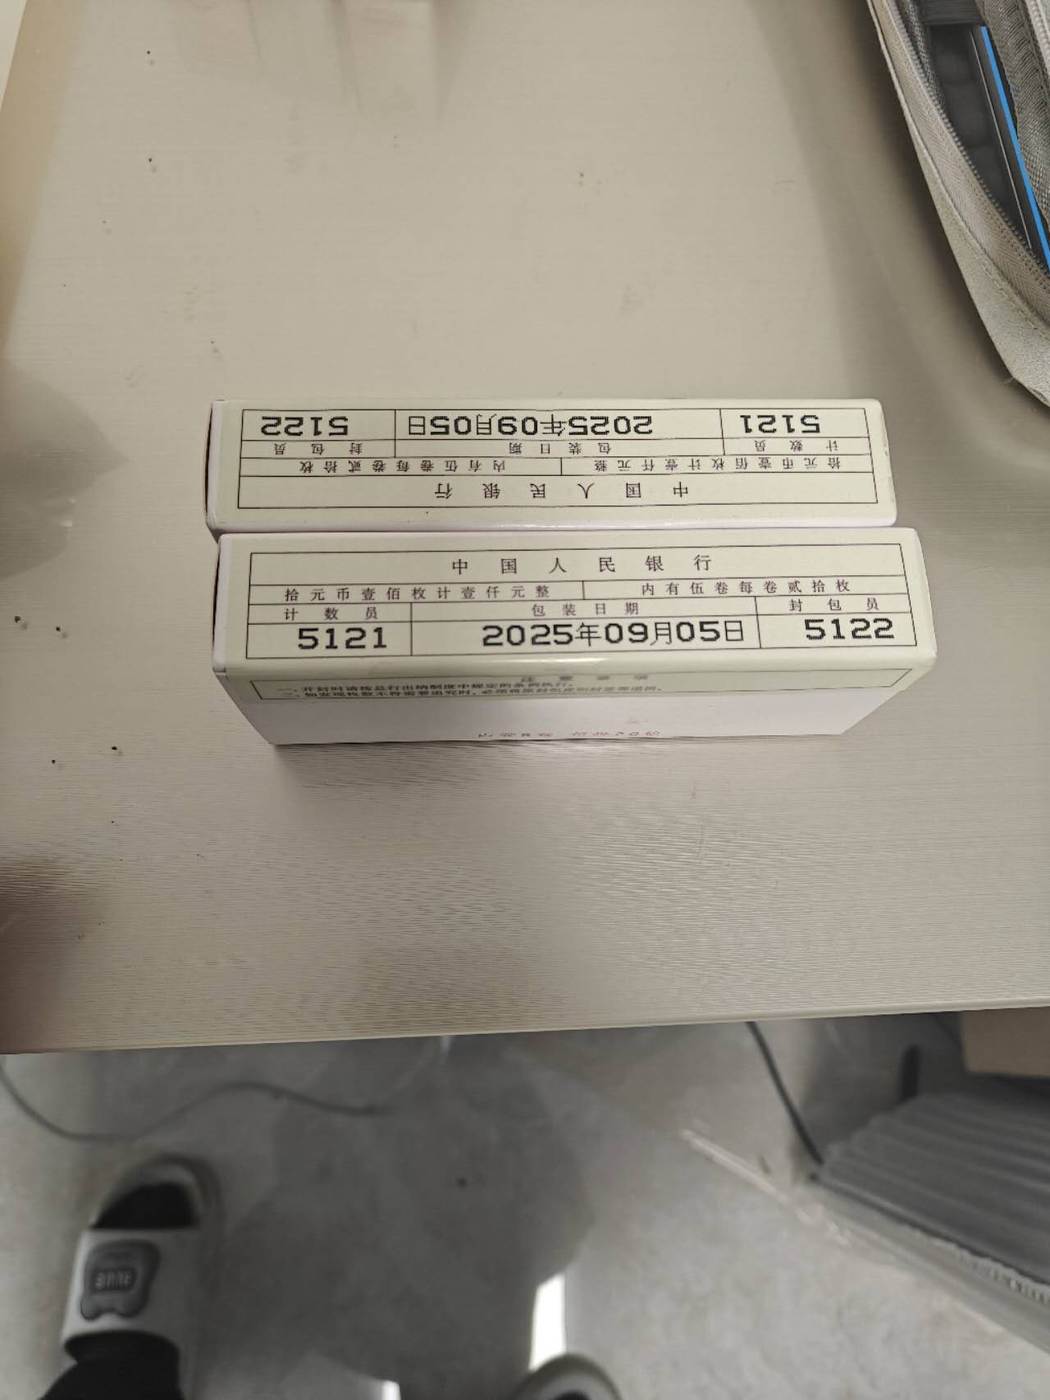 5121 2025年09月05日 5122
计数员 包装日期 封包员
拾元币壹佰枚计壹仟元整 内有伍卷每卷贰拾枚
中国人民银行
中国人民银行
拾元币壹佰枚计壹仟元整 内有伍卷每卷贰拾枚
计数员 包装日期 封包员
5121 2025年09月05日 5122